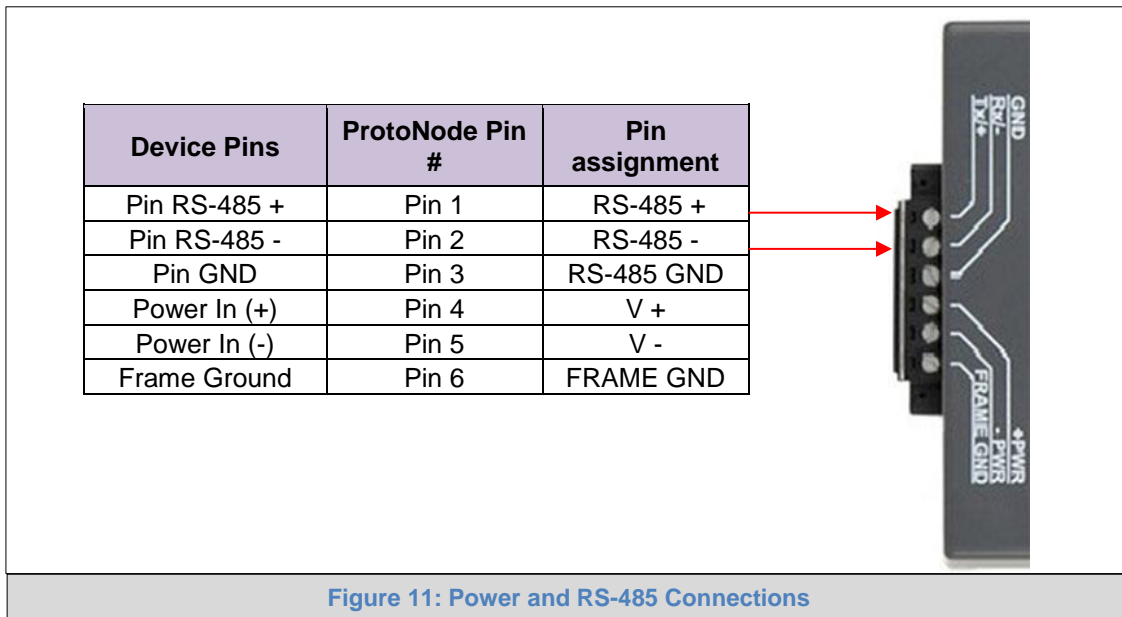 Device Pins ProtoNode Pin # Pin assignment
Pin RS-485 + Pin 1 RS-485 +
Pin RS-485 - Pin 2 RS-485 -
Pin GND Pin 3 RS-485 GND
Power In (+) Pin 4 V +
Power In (-) Pin 5 V -
Frame Ground Pin 6 FRAME GND
GND
Rx/-
Tx/+
+PWR
- PWR
FRAME GND
Figure 11: Power and RS-485 Connections